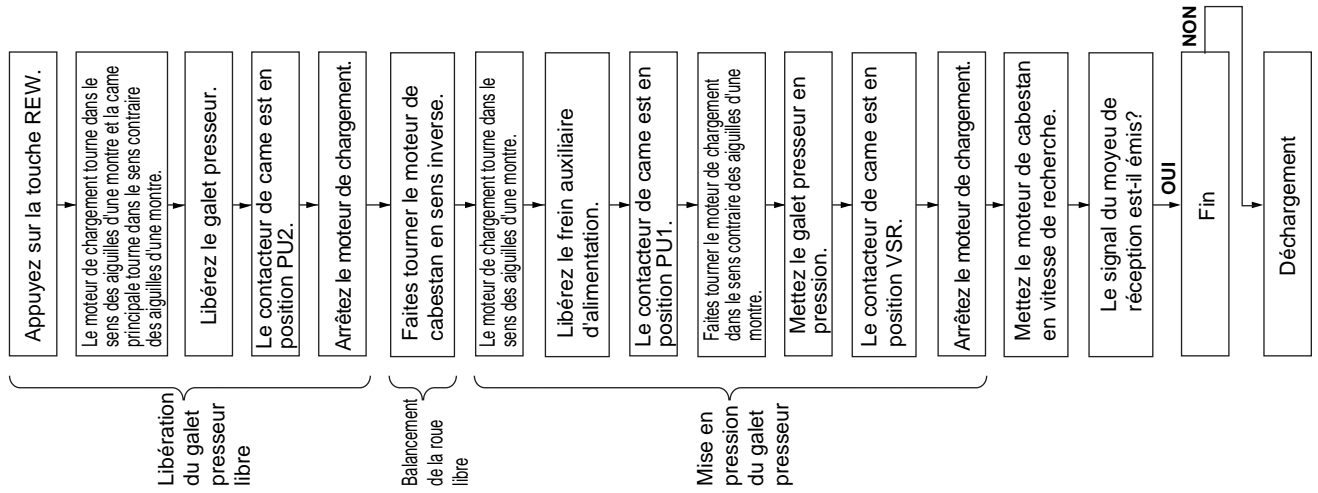 Appuyez sur la touche REW.
Le moteur de chargement tourne dans le
sens des aiguilles d'une montre et la came
principale tourne dans le sens contraire
des aiguilles d'une montre.
Libérez le galet presseur.
Le contacteur de came est en
position PU2.
Arrêtez le moteur de chargement.
Libération
du galet
presseur
libre
Faites tourner le moteur de
cabestan en sens inverse.
Balancement
de la roue
libre
Le moteur de chargement tourne dans le
sens des aiguilles d'une montre.
Libérez le frein auxiliaire
d'alimentation.
Le contacteur de came est en
position PU1.
Faites tourner le moteur de chargement
dans le sens contraire des aiguilles d'une
montre.
Mettez le galet presseur en
pression.
Le contacteur de came est en
position VSR.
Arrêtez le moteur de chargement.
Mise en
pression
du galet
presseur
Mettez le moteur de cabestan
en vitesse de recherche.
Le signal du moyeu de
réception est-il émis?
OUI
NON
Fin
Déchargement